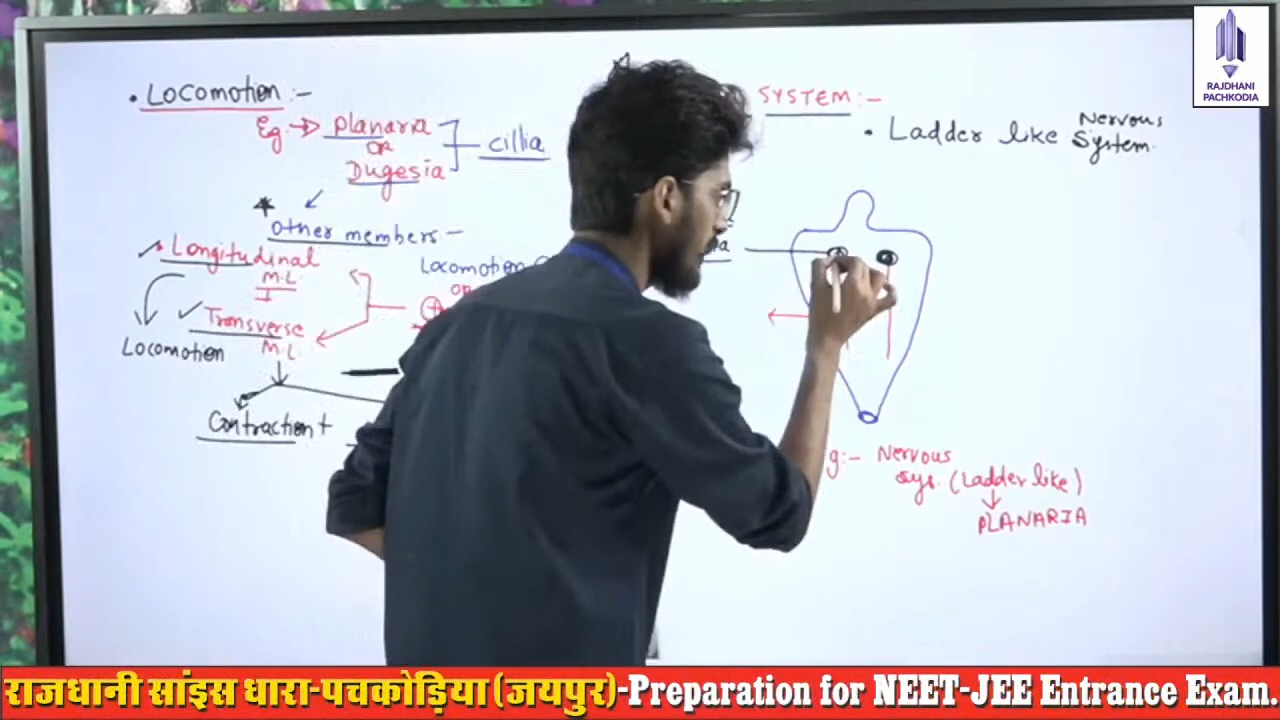 RAJDHANI
PACHKODIA
• Locomotion :-
Eg. → Planaria
OR
Dugesia
cillia
Other members -
• Longitudinal
M.L.
Locomotion
or
+
Transverse
M.L.
Locomotion
Contraction +
SYSTEM :-
• Ladder like Nervous
System.
g:- Nervous
sys. (Ladder like)
PLANARIA
राजधानी सांइस धारा-पचकोड़िया (जयपुर)-Preparation for NEET-JEE Entrance Exam.